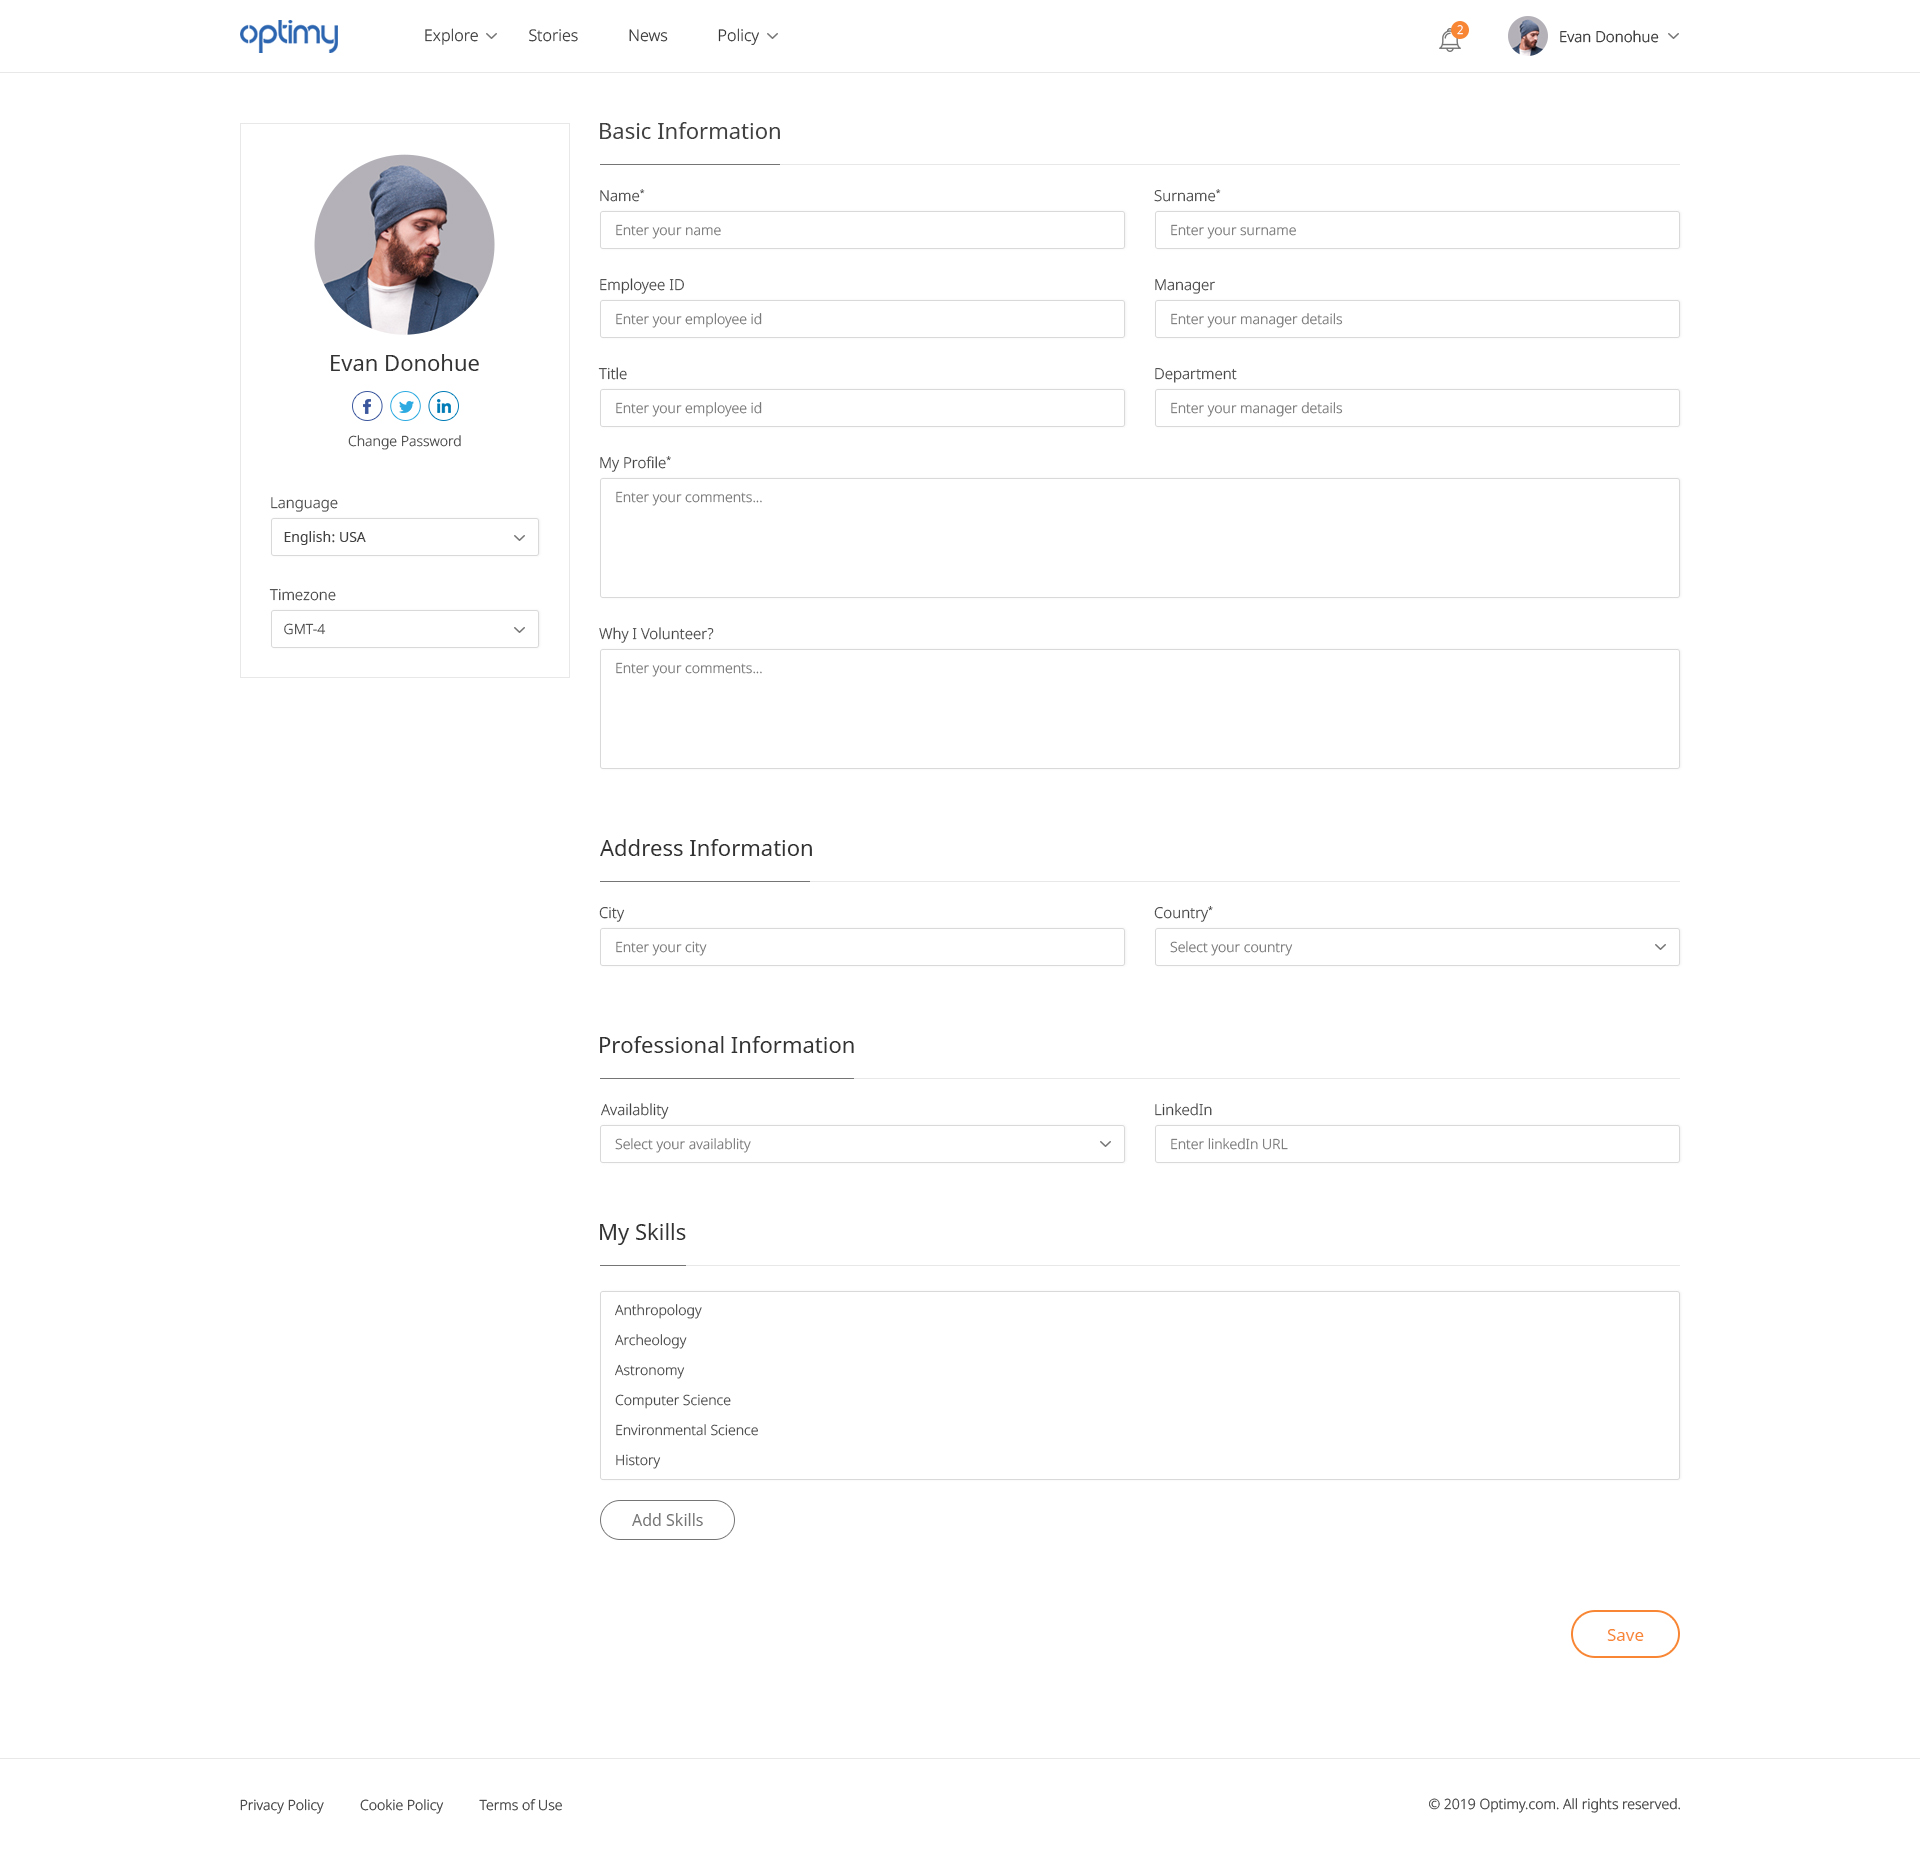 optimy
Explore
Stories
News
Policy
2
Evan Donohue
Evan Donohue
Change Password
Language
English: USA
Timezone
GMT-4
Basic Information
Name*
Surname*
Enter your name
Enter your surname
Employee ID
Manager
Enter your employee id
Enter your manager details
Title
Department
Enter your employee id
Enter your manager details
My Profile*
Enter your comments...
Why I Volunteer?
Enter your comments...
Address Information
City
Country*
Enter your city
Select your country
Professional Information
Availablity
LinkedIn
Select your availablity
Enter linkedIn URL
My Skills
Anthropology
Archeology
Astronomy
Computer Science
Environmental Science
History
Add Skills
Save
Privacy Policy
Cookie Policy
Terms of Use
© 2019 Optimy.com. All rights reserved.